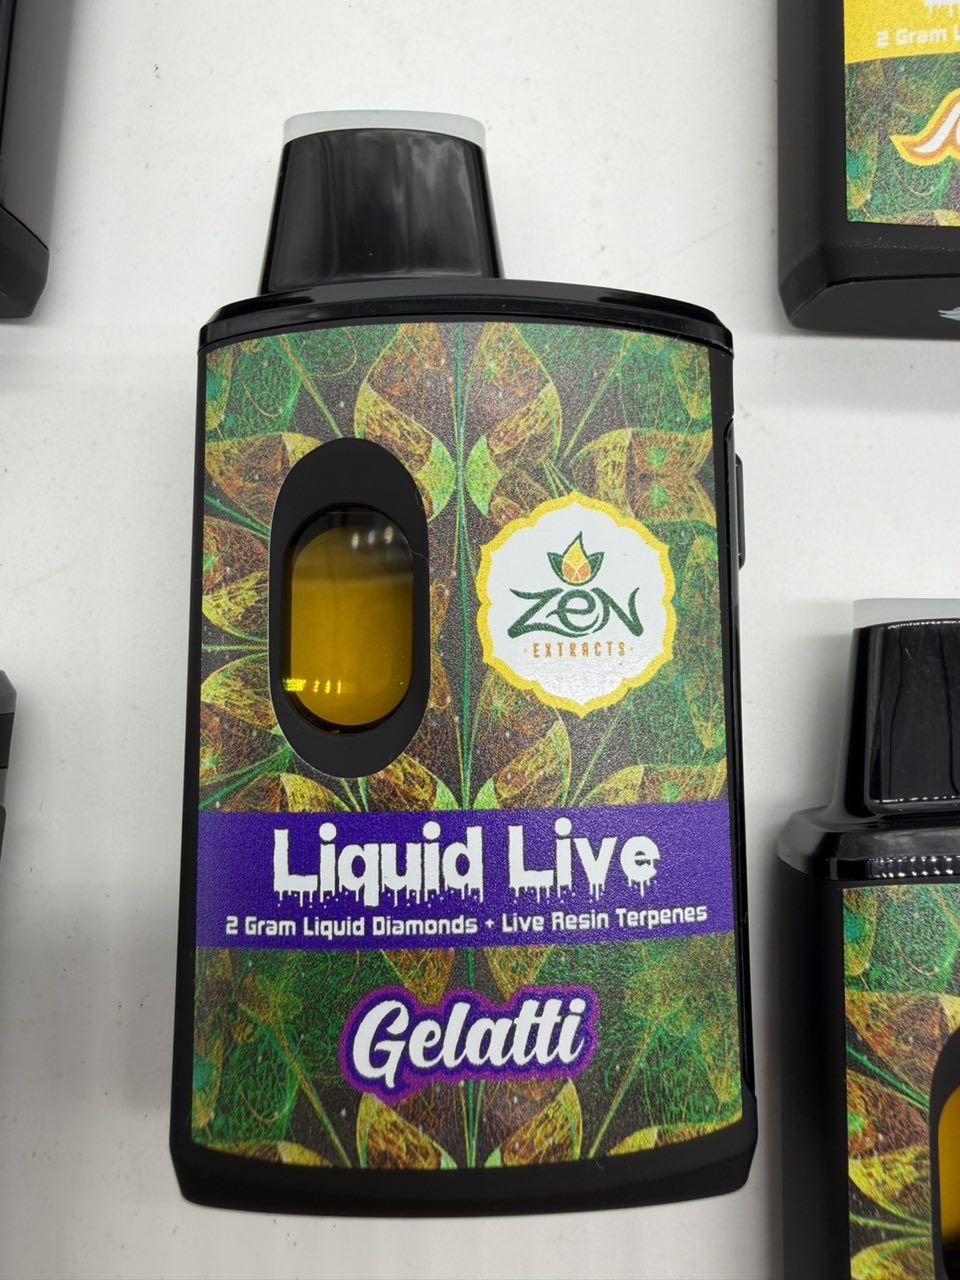 2 Gram
ZEN
EXTRACTS
Liquid Live
2 Gram Liquid Diamonds + Live Resin Terpenes
Gelatti